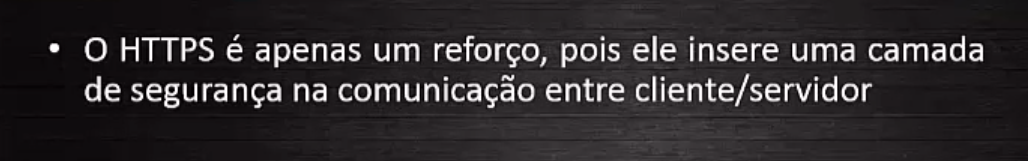 • O HTTPS é apenas um reforço, pois ele insere uma camada
de segurança na comunicação entre cliente/servidor